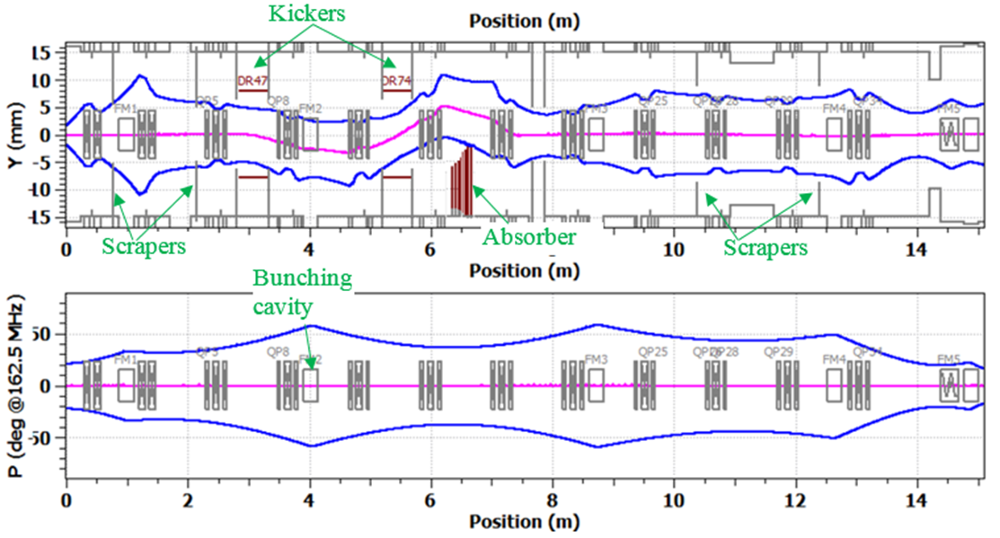 Position (m)
Kickers
15
10
5
0
-5
-10
-15
Y (mm)
DR47
DR74
FM1
QP5
QP8
FM2
FM3
QP25
QP28
QP29
FM4
QP34
FM5
Scrapers
Absorber
Scrapers
0
2
4
6
8
10
12
14
Position (m)
Bunching
cavity
50
0
-50
P (deg @162.5 MHz)
FM1
QP5
QP8
FM2
FM3
QP25
QP28
QP29
FM4
QP34
FM5
0
2
4
6
8
10
12
14
Position (m)